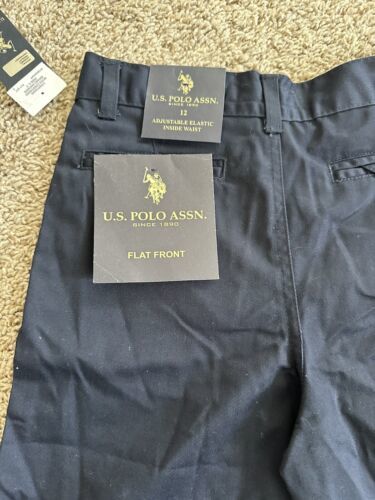 U.S. POLO ASSN.
SINCE 1890
12
ADJUSTABLE ELASTIC
INSIDE WAIST
U.S. POLO ASSN.
SINCE 1890
FLAT FRONT